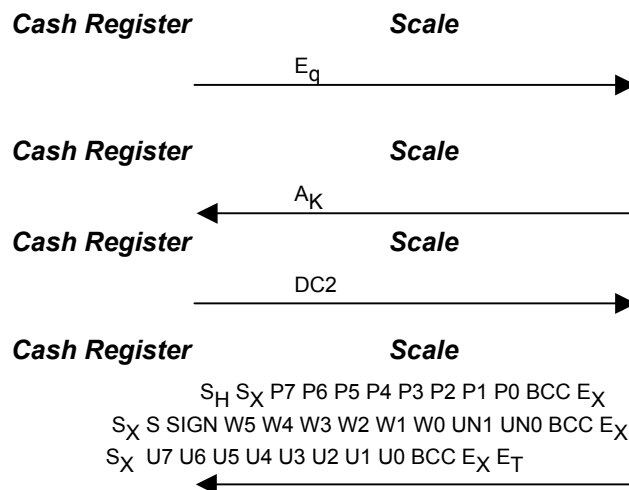 Cash Register Scale
Eq
Cash Register Scale
AK
Cash Register Scale
DC2
Cash Register Scale
SH SX P7 P6 P5 P4 P3 P2 P1 P0 BCC EX
SX S SIGN W5 W4 W3 W2 W1 W0 UN1 UN0 BCC EX
SX U7 U6 U5 U4 U3 U2 U1 U0 BCC EX ET